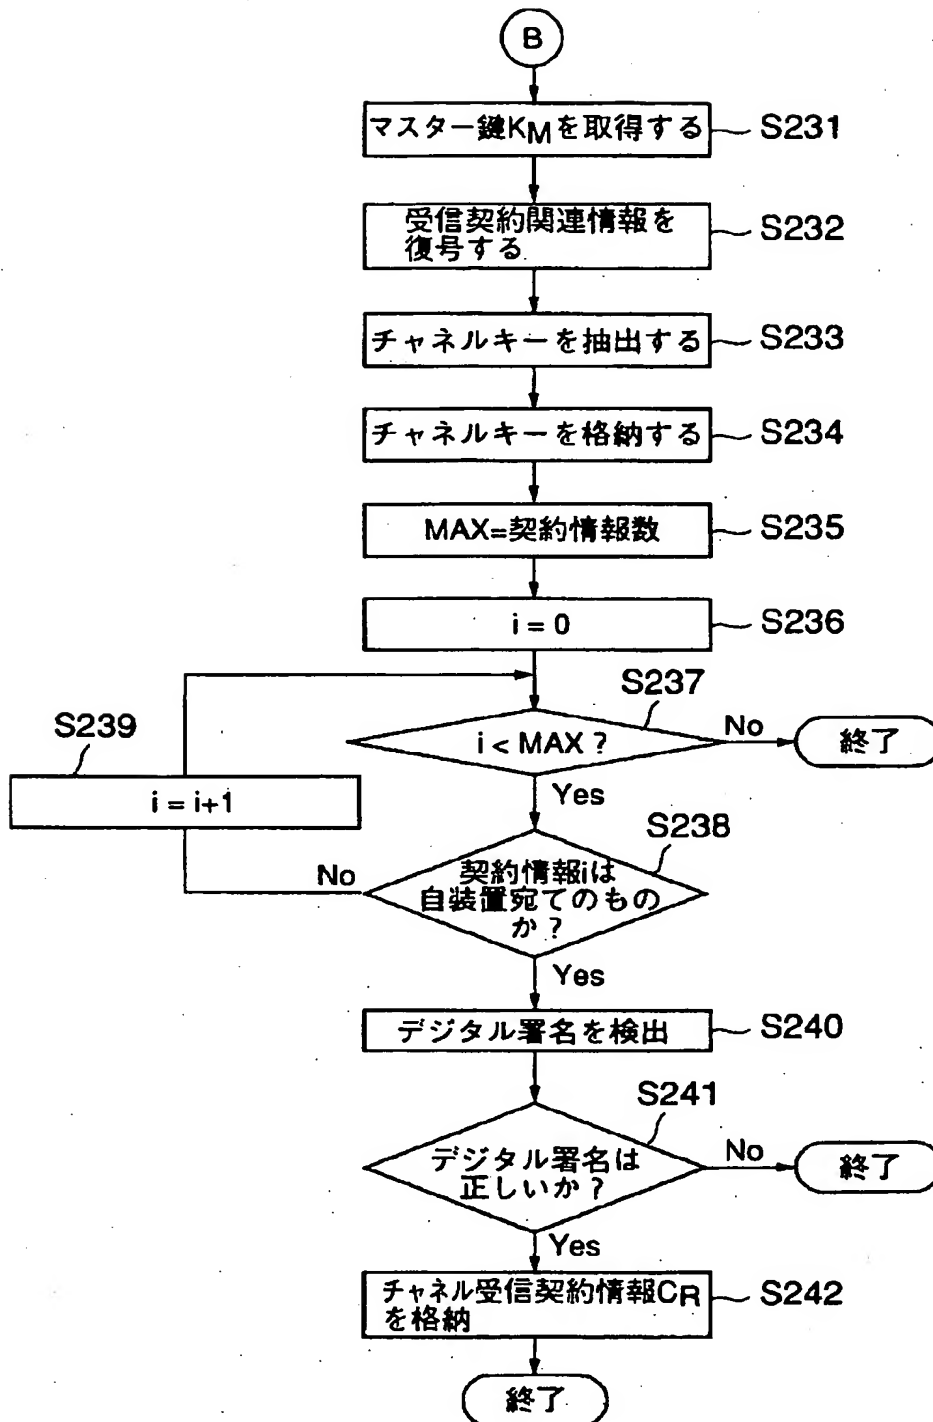 B
マスター鍵KMを取得する
S231
受信契約関連情報を
復号する
S232
チャネルキーを抽出する
S233
チャネルキーを格納する
S234
MAX=契約情報数
S235
i = 0
S236
S237
i < MAX ?
No
終了
Yes
S239
i = i+1
S238
契約情報iは
自装置宛てのもの
か?
No
Yes
デジタル署名を検出
S240
S241
デジタル署名は
正しいか?
No
終了
Yes
チャネル受信契約情報CR
を格納
S242
終了